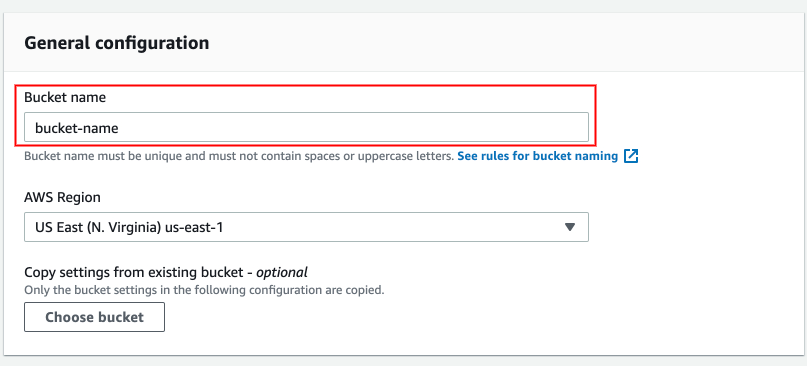 General configuration
Bucket name
bucket-name
Bucket name must be unique and must not contain spaces or uppercase letters. See rules for bucket naming
AWS Region
US East (N. Virginia) us-east-1
Copy settings from existing bucket - optional
Only the bucket settings in the following configuration are copied.
Choose bucket